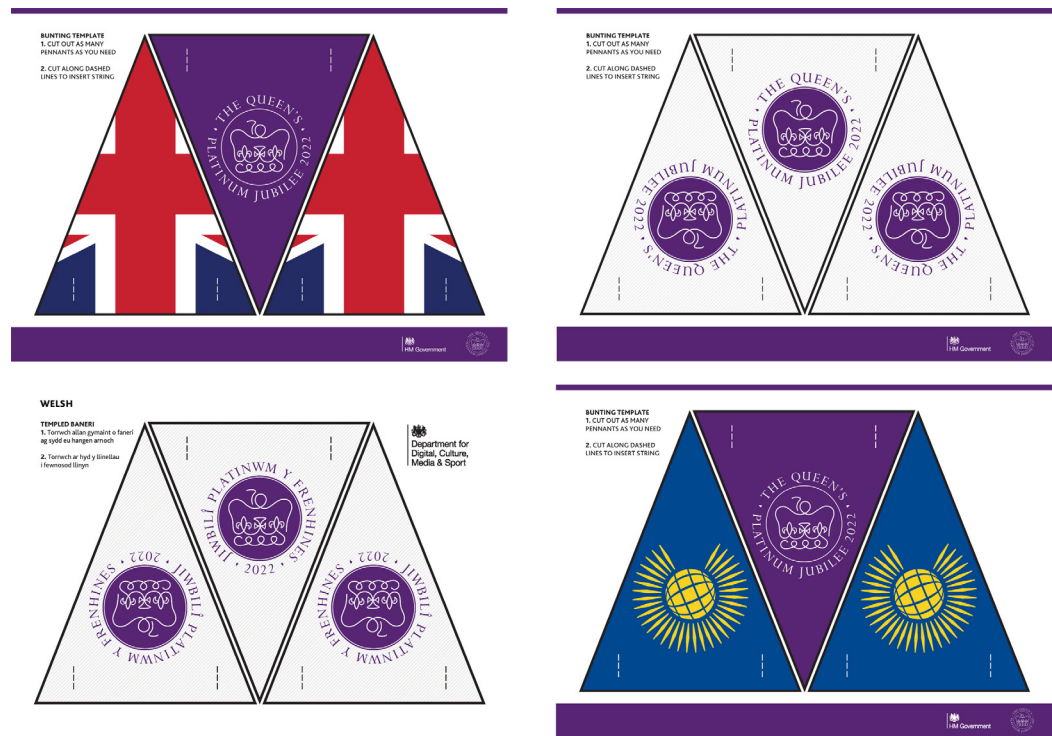 BUNTING TEMPLATE
1. CUT OUT AS MANY
PENNANTS AS YOU NEED
2. CUT ALONG DASHED
LINES TO INSERT STRING
· THE QUEEN'S ·
PLATINUM JUBILEE 2022
HM Government
BUNTING TEMPLATE
1. CUT OUT AS MANY
PENNANTS AS YOU NEED
2. CUT ALONG DASHED
LINES TO INSERT STRING
· THE QUEEN'S ·
PLATINUM JUBILEE 2022
· THE QUEEN'S ·
PLATINUM JUBILEE 2022
· THE QUEEN'S ·
PLATINUM JUBILEE 2022
HM Government
WELSH
TEMPLED BANERI
1. Torrwch allan gymaint o faneri
ag sydd eu hangen arnoch
2. Torrwch ar hyd y llinellau
i fewnosod llinyn
Department for
Digital, Culture,
Media & Sport
JIWBILÎ PLATINWM Y FRENHINES
· 2022 ·
JIWBILÎ PLATINWM Y FRENHINES
· 2022 ·
JIWBILÎ PLATINWM Y FRENHINES
· 2022 ·
BUNTING TEMPLATE
1. CUT OUT AS MANY
PENNANTS AS YOU NEED
2. CUT ALONG DASHED
LINES TO INSERT STRING
· THE QUEEN'S ·
PLATINUM JUBILEE 2022
HM Government